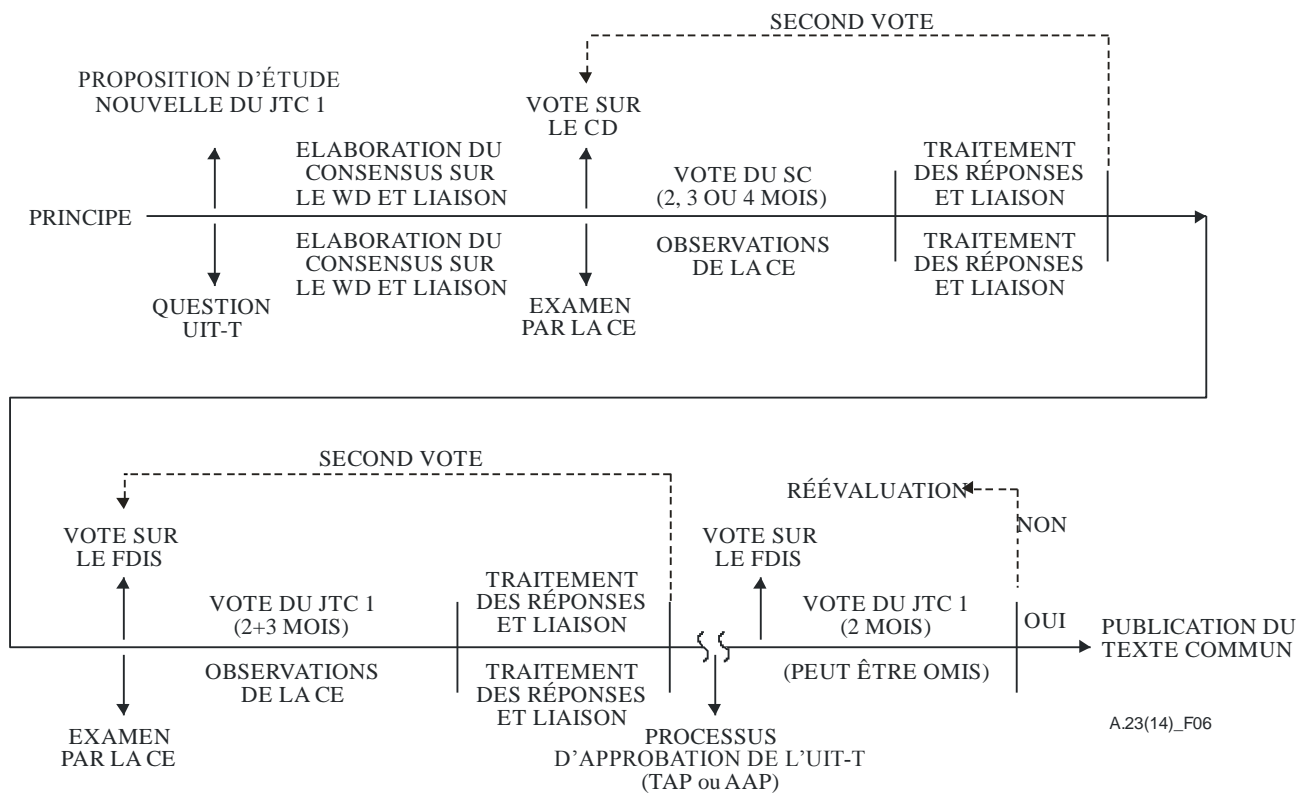 SECOND VOTE
PROPOSITION D'ÉTUDE
NOUVELLE DU JTC 1
VOTE SUR
LE CD
ELABORATION DU
CONSENSUS SUR
LE WD ET LIAISON
VOTE DU SC
(2, 3 OU 4 MOIS)
TRAITEMENT
DES RÉPONSES
ET LIAISON
PRINCIPE
ELABORATION DU
CONSENSUS SUR
LE WD ET LIAISON
OBSERVATIONS
DE LA CE
TRAITEMENT
DES RÉPONSES
ET LIAISON
QUESTION
UIT-T
EXAMEN
PAR LA CE
SECOND VOTE
RÉÉVALUATION
NON
VOTE SUR
LE FDIS
VOTE SUR
LE FDIS
VOTE DU JTC 1
(2+3 MOIS)
TRAITEMENT
DES RÉPONSES
ET LIAISON
VOTE DU JTC 1
(2 MOIS)
OUI
PUBLICATION DU
TEXTE COMMUN
OBSERVATIONS
DE LA CE
TRAITEMENT
DES RÉPONSES
ET LIAISON
(PEUT ÊTRE OMIS)
EXAMEN
PAR LA CE
PROCESSUS
D'APPROBATION DE L'UIT-T
(TAP ou AAP)
A.23(14)_F06